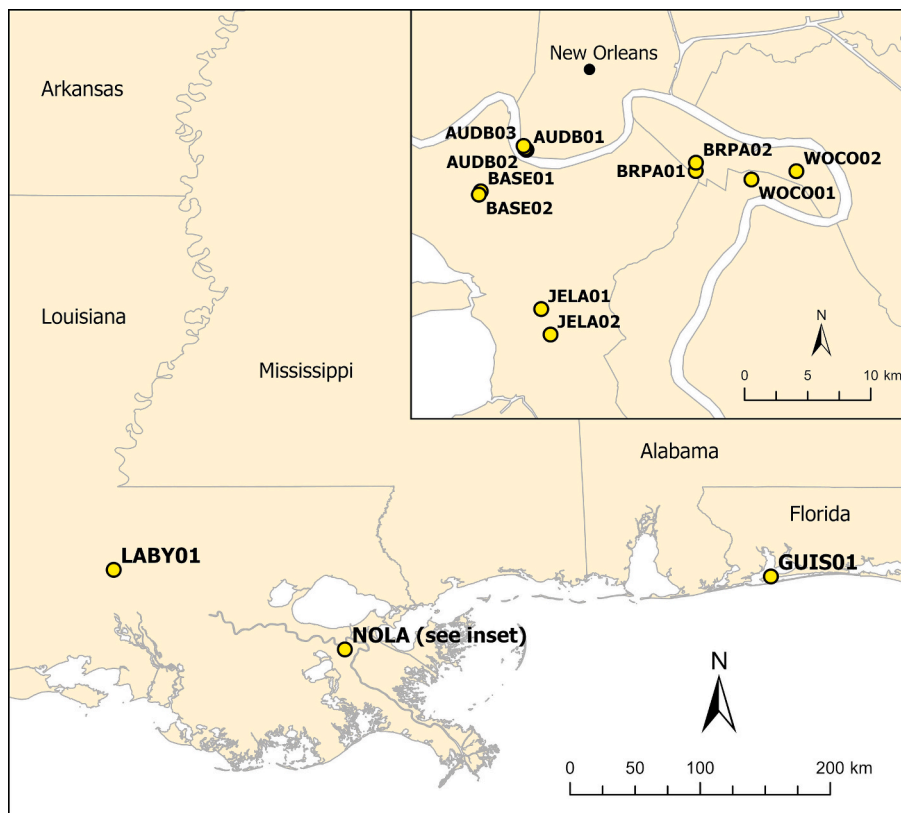 Arkansas
Louisiana
Mississippi
Alabama
Florida
LABY01
NOLA (see inset)
GUIS01
N
0 50 100 200 km
New Orleans
AUDB03
AUDB01
AUDB02
BASE01
BASE02
BRPA02
BRPA01
WOCO02
WOCO01
JELA01
JELA02
N
0 5 10 km